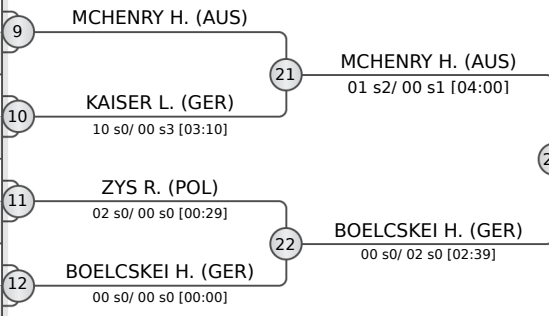 MCHENRY H. (AUS)
9
21
MCHENRY H. (AUS)
01 s2/ 00 s1 [04:00]
10
KAISER L. (GER)
10 s0/ 00 s3 [03:10]
11
ZYS R. (POL)
02 s0/ 00 s0 [00:29]
22
BOELCSKEI H. (GER)
00 s0/ 02 s0 [02:39]
12
BOELCSKEI H. (GER)
00 s0/ 00 s0 [00:00]